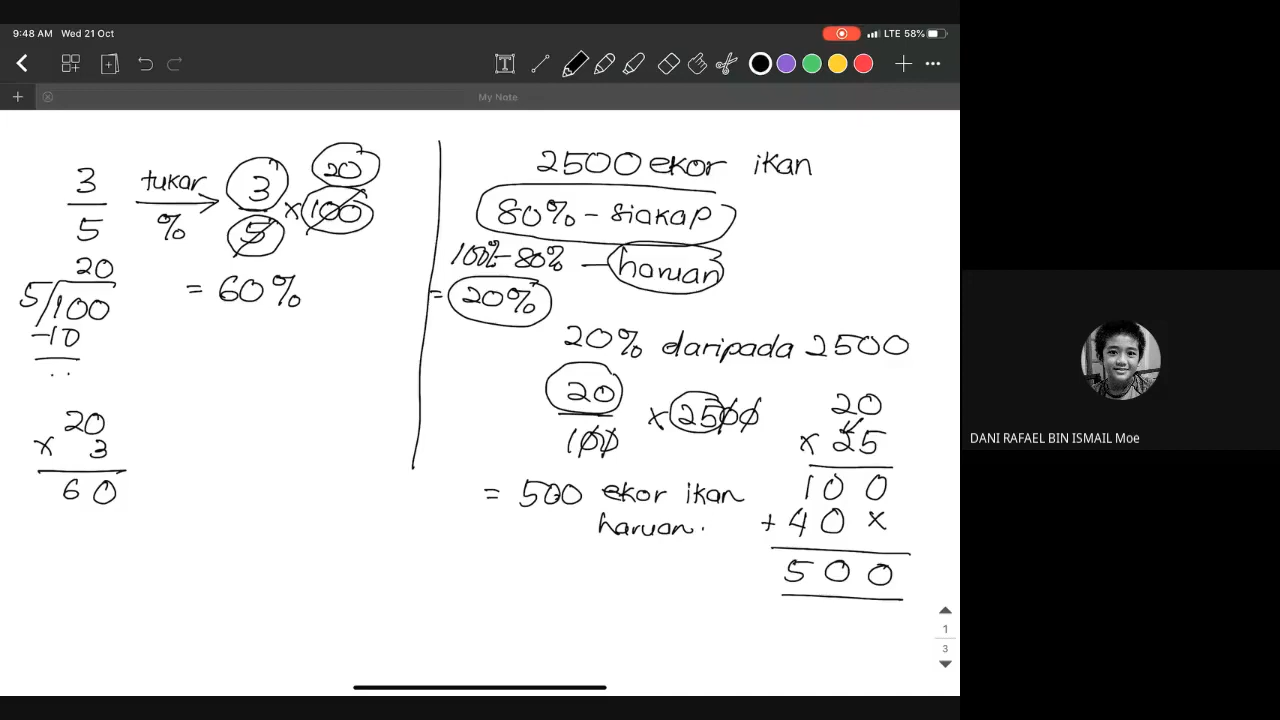 9:48 AM Wed 21 Oct
LTE 58%
My Note
3
5
tukar
%
3
5
×
20
100
= 60%
20
5/100
-10
20
× 3
60
2500 ekor ikan
80% - siakap
100% - 80% - haruan
= 20%
20% daripada 2500
20
100
× 2500
= 500 ekor ikan
haruan.
20
× 25
100
+ 40×
500
1
3
DANI RAFAEL BIN ISMAIL Moe